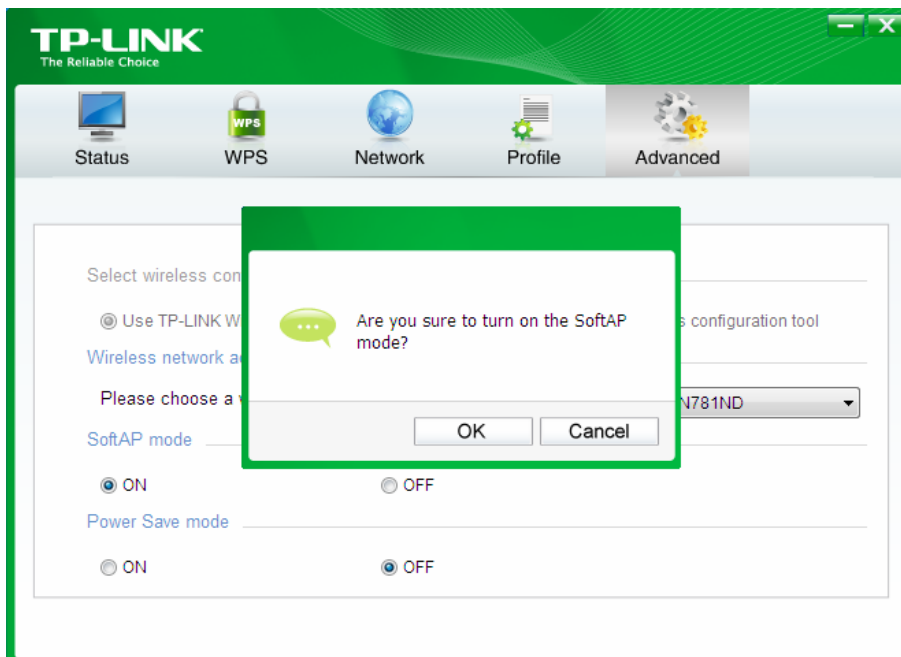 TP-LINK
The Reliable Choice
WPS
Status
WPS
Network
Profile
Advanced
Select wireless con
Use TP-LINK W
s configuration tool
Wireless network a
Please choose a
N781ND
Are you sure to turn on the SoftAP
mode?
OK
Cancel
SoftAP mode
ON
OFF
Power Save mode
ON
OFF